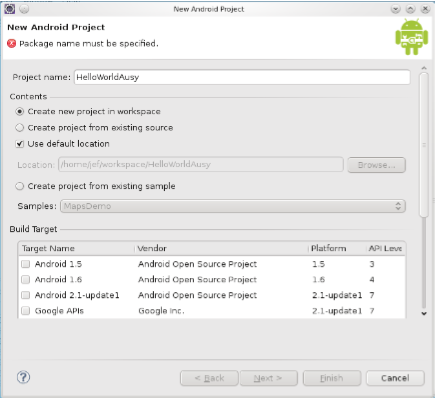 New Android Project
New Android Project
Package name must be specified.
Project name: HelloWorldAusy
Contents
Create new project in workspace
Create project from existing source
Use default location
Location: /home/jef/workspace/HelloWorldAusy Browse...
Create project from existing sample
Samples: MapsDemo
Build Target
Target Name Vendor Platform API Leve
Android 1.5 Android Open Source Project 1.5 3
Android 1.6 Android Open Source Project 1.6 4
Android 2.1-update1 Android Open Source Project 2.1-update1 7
Google APIs Google Inc. 2.1-update1 7
? < Back Next > Finish Cancel